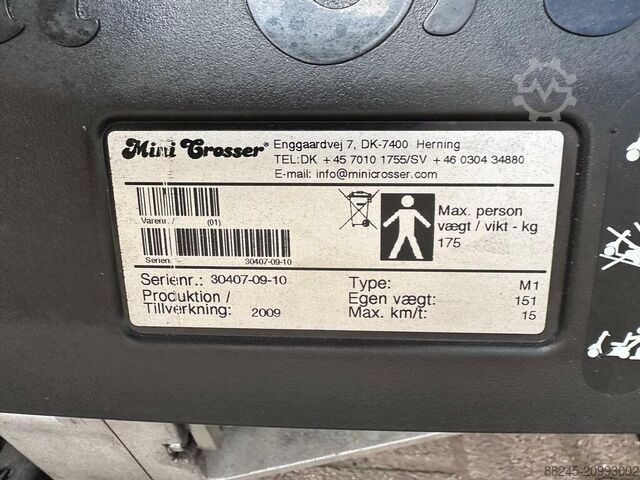 Mini Crosser® Enggaardvej 7, DK-7400 Herning
TEL:DK +45 7010 1755/SV + 46 0304 34880
E-mail: info@minicrosser.com
Varenr. / (01)
Serienr. 30407-09-10
Max. person
vægt / vikt - kg
175
Serienr.: 30407-09-10
Type: M1
Produktion /
Tillverkning: 2009
Egen vægt: 151
Max. km/t: 15
88245-20993602